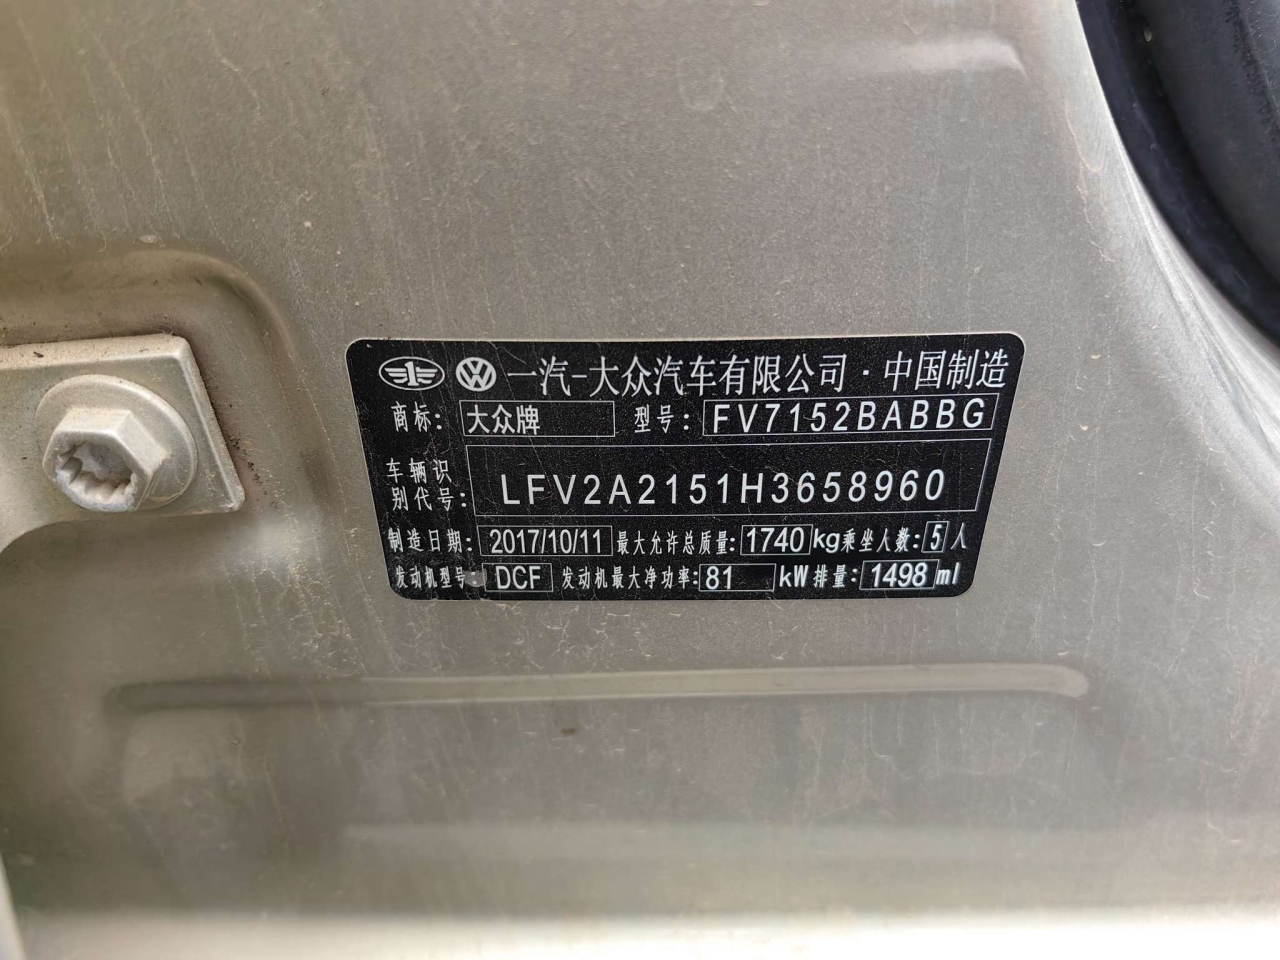 一汽-大众汽车有限公司·中国制造
商标: 大众牌 型号: FV7152BABBG
车辆识别代号: LFV2A2151H3658960
制造日期: 2017/10/11 最大允许总质量: 1740 kg 乘坐人数: 5 人
发动机型号: DCF 发动机最大净功率: 81 kW 排量: 1498 ml